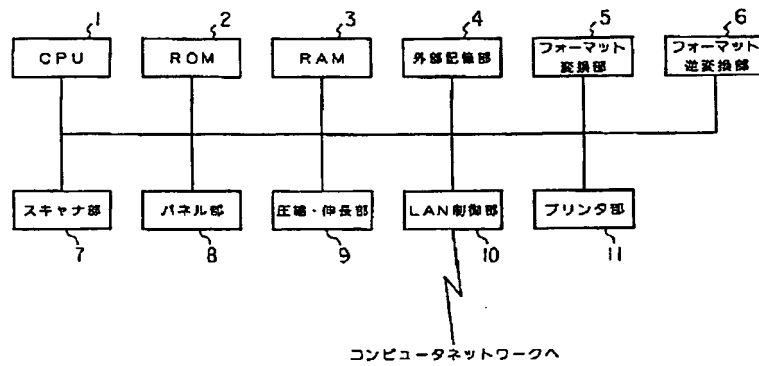 1
2
3
4
5
6
CPU
ROM
RAM
外部記憶部
フォーマット
変換部
フォーマット
逆変換部
スキャナ部
パネル部
圧縮・伸長部
LAN制御部
プリンタ部
7
8
9
10
11
コンピュータネットワークへ